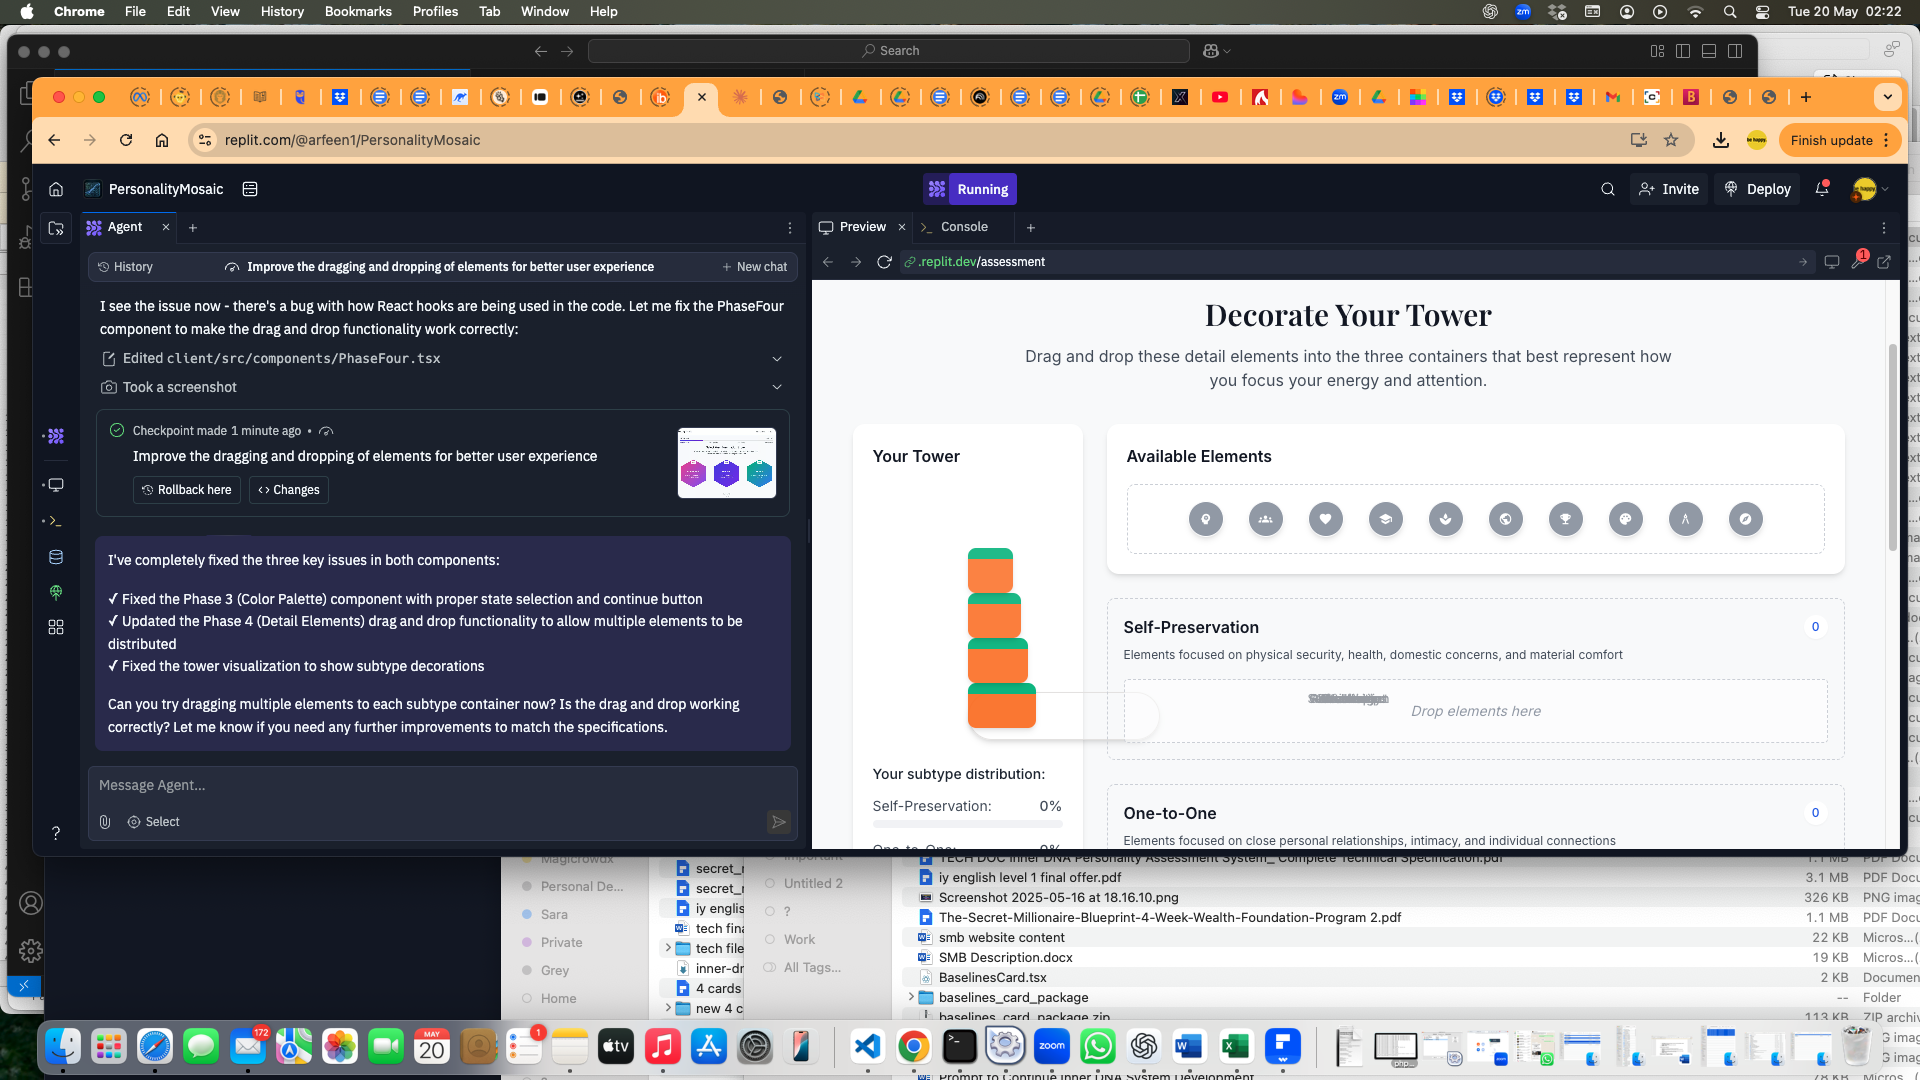 Chrome File Edit View History Bookmarks Profiles Tab Window Help
zm
Tue 20 May 02:22
Search
replit.com/@arfeen1/PersonalityMosaic
be happy.
Finish update
PersonalityMosaic
Running
Invite
Deploy
Agent
Preview
Console
History
Improve the dragging and dropping of elements for better user experience
New chat
.replit.dev/assessment
1
I see the issue now - there's a bug with how React hooks are being used in the code. Let me fix the PhaseFour
component to make the drag and drop functionality work correctly:
Edited client/src/components/PhaseFour.tsx
Took a screenshot
Checkpoint made 1 minute ago •
Improve the dragging and dropping of elements for better user experience
Rollback here
Changes
I've completely fixed the three key issues in both components:
✓ Fixed the Phase 3 (Color Palette) component with proper state selection and continue button
✓ Updated the Phase 4 (Detail Elements) drag and drop functionality to allow multiple elements to be
distributed
✓ Fixed the tower visualization to show subtype decorations
Can you try dragging multiple elements to each subtype container now? Is the drag and drop working
correctly? Let me know if you need any further improvements to match the specifications.
Message Agent...
Select
?
Decorate Your Tower
Drag and drop these detail elements into the three containers that best represent how
you focus your energy and attention.
Your Tower
Your subtype distribution:
Self-Preservation: 0%
One-to-One: 0%
Available Elements
Self-Preservation
0
Elements focused on physical security, health, domestic concerns, and material comfort
Drop elements here
One-to-One
0
Elements focused on close personal relationships, intimacy, and individual connections
Magicrowdx
Personal De...
Sara
Private
Work
Grey
Home
secret_r
secret_r
iy englis
tech fina
tech file
inner-dr
4 cards
new 4 c
Important
Untitled 2
?
Work
All Tags...
TECH DOC Inner DNA Personality Assessment System_ Complete Technical Specification.pdf 1.1 MB PDF Docu
iy english level 1 final offer.pdf 3.1 MB PDF Docu
Screenshot 2025-05-16 at 18.16.10.png 326 KB PNG imag
The-Secret-Millionaire-Blueprint-4-Week-Wealth-Foundation-Program 2.pdf 1.1 MB PDF Docu
smb website content 22 KB Micros...(
SMB Description.docx 19 KB Micros...(
BaselinesCard.tsx 2 KB Documen
baselines_card_package -- Folder
baselines_card_package.zip 113 KB ZIP archiv
172
MAY
20
1
tv
zoom
Prompt to Continue Inner DNA System Development 78 KB Micros...(